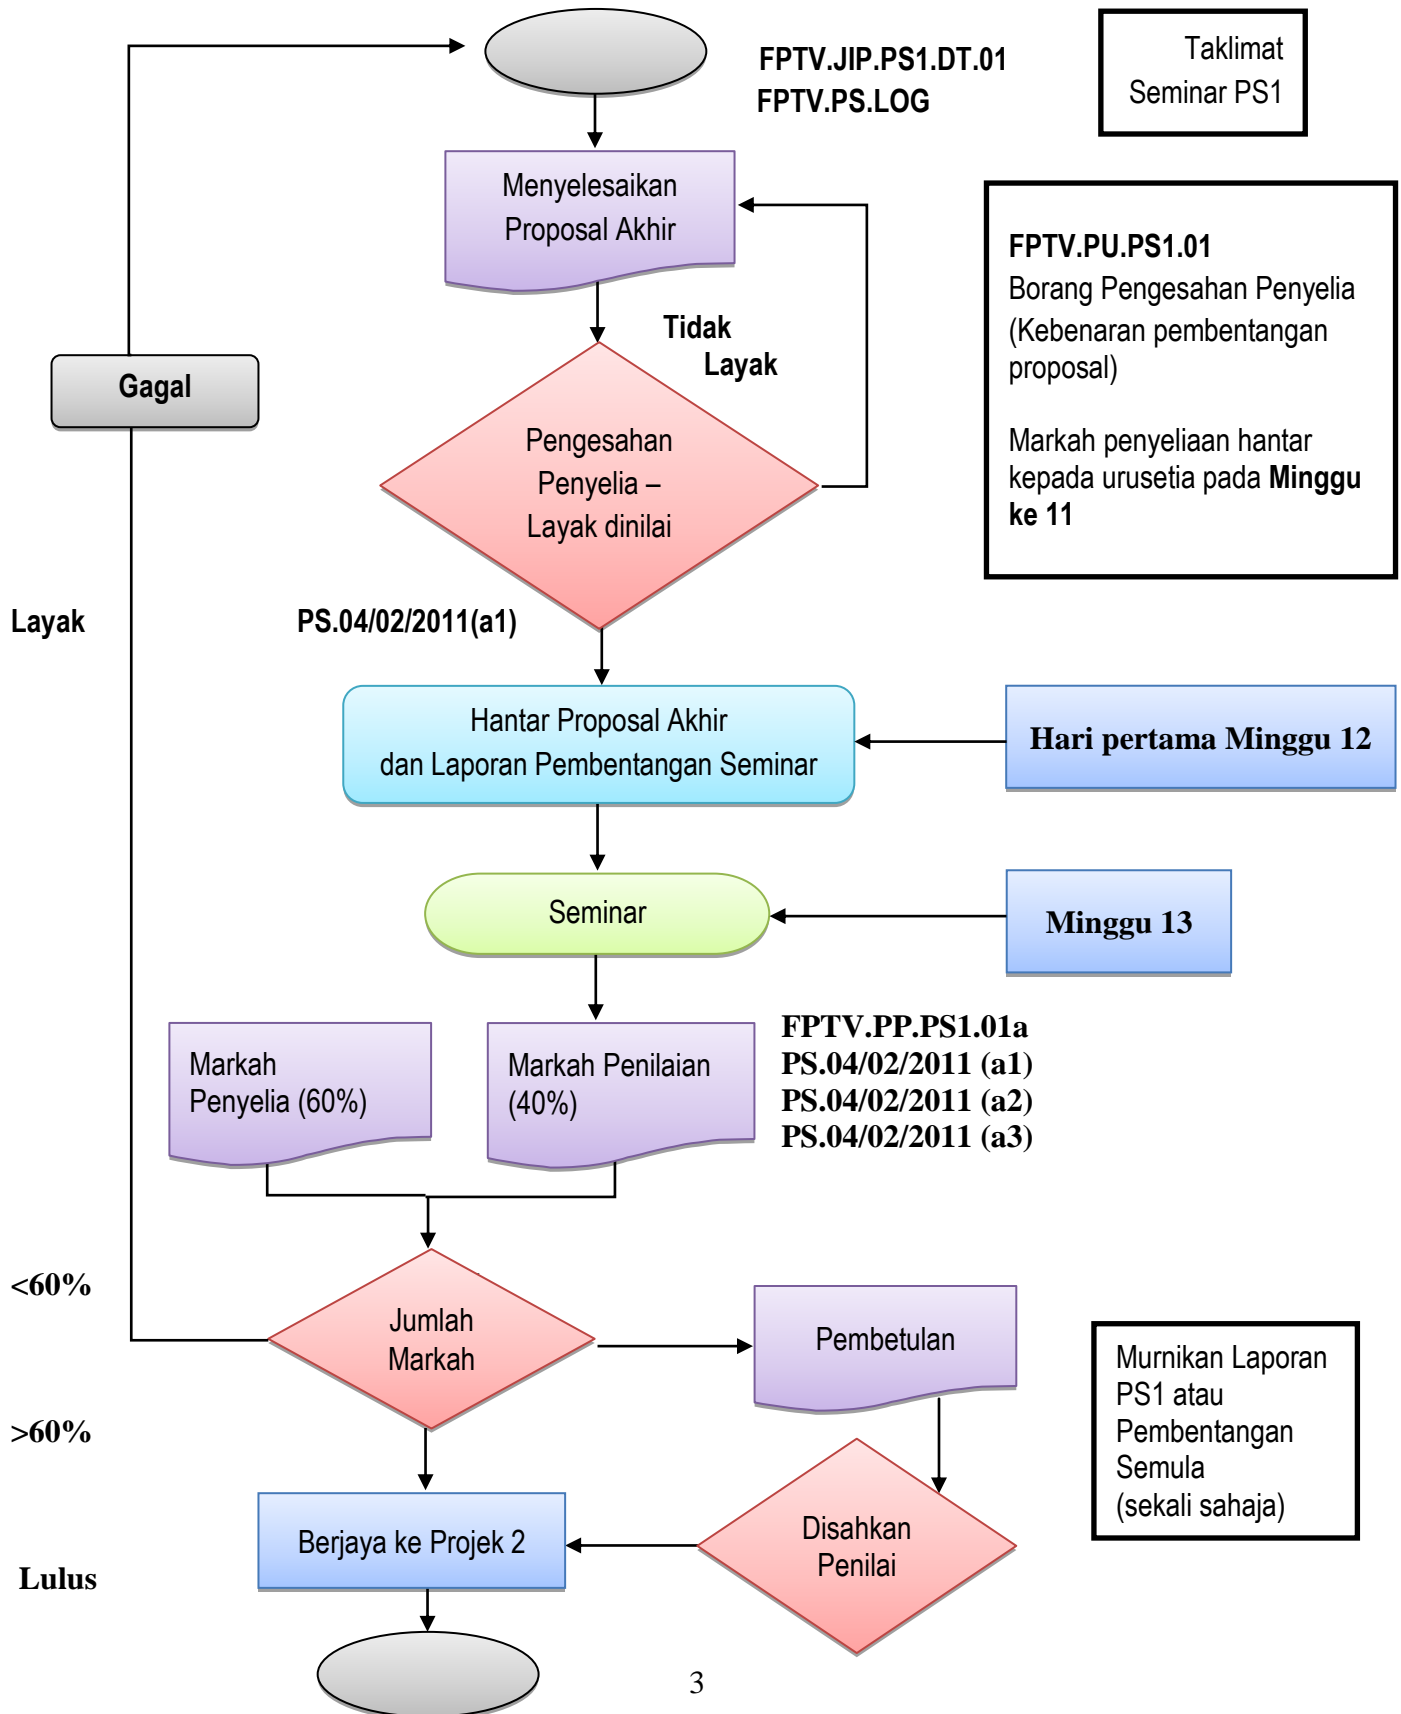 FPTV.JIP.PS1.DT.01
FPTV.PS.LOG
Taklimat
Seminar PS1
Menyelesaikan
Proposal Akhir
FPTV.PU.PS1.01
Borang Pengesahan Penyelia
(Kebenaran pembentangan
proposal)
Markah penyeliaan hantar
kepada urusetia pada Minggu
ke 11
Tidak
Layak
Gagal
Pengesahan
Penyelia –
Layak dinilai
Layak
PS.04/02/2011(a1)
Hantar Proposal Akhir
dan Laporan Pembentangan Seminar
Hari pertama Minggu 12
Seminar
Minggu 13
Markah
Penyelia (60%)
Markah Penilaian
(40%)
FPTV.PP.PS1.01a
PS.04/02/2011 (a1)
PS.04/02/2011 (a2)
PS.04/02/2011 (a3)
<60%
Jumlah
Markah
Pembetulan
Murnikan Laporan
PS1 atau
Pembentangan
Semula
(sekali sahaja)
>60%
Berjaya ke Projek 2
Disahkan
Penilai
Lulus
3